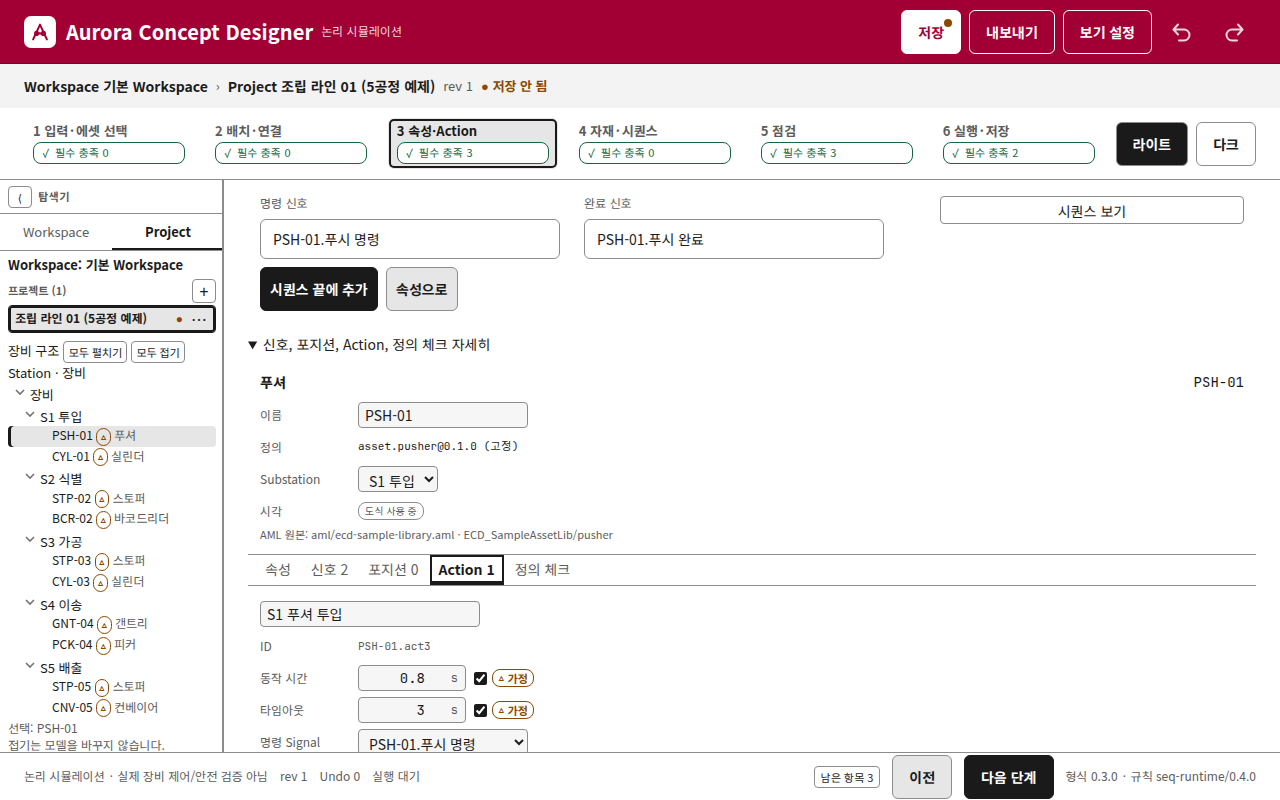 Aurora Concept Designer 논리 시뮬레이션
저장 내보내기 보기 설정
Workspace 기본 Workspace › Project 조립 라인 01 (5공정 예제) rev 1 ● 저장 안 됨
1 입력·에셋 선택
✓ 필수 충족 0
2 배치·연결
✓ 필수 충족 0
3 속성·Action
✓ 필수 충족 3
4 자재·시퀀스
✓ 필수 충족 0
5 점검
✓ 필수 충족 3
6 실행·저장
✓ 필수 충족 2
라이트 다크
⟨ 탐색기
Workspace Project
Workspace: 기본 Workspace
프로젝트 (1) +
조립 라인 01 (5공정 예제) ● ···
장비 구조 모두 펼치기 모두 접기
Station · 장비
장비
S1 투입
PSH-01 ▵ 푸셔
CYL-01 ▵ 실린더
S2 식별
STP-02 ▵ 스토퍼
BCR-02 ▵ 바코드리더
S3 가공
STP-03 ▵ 스토퍼
CYL-03 ▵ 실린더
S4 이송
GNT-04 ▵ 갠트리
PCK-04 ▵ 피커
S5 배출
STP-05 ▵ 스토퍼
CNV-05 ▵ 컨베이어
선택: PSH-01
접기는 모델을 바꾸지 않습니다.
명령 신호 완료 신호
PSH-01.푸시 명령 PSH-01.푸시 완료
시퀀스 보기
시퀀스 끝에 추가 속성으로
▼ 신호, 포지션, Action, 정의 체크 자세히
푸셔 PSH-01
이름 PSH-01
정의 asset.pusher@0.1.0 (고정)
Substation S1 투입
시각 도식 사용 중
AML 원본: aml/ecd-sample-library.aml · ECD_SampleAssetLib/pusher
속성 신호 2 포지션 0 Action 1 정의 체크
S1 푸셔 투입
ID PSH-01.act3
동작 시간 0.8 s ▵ 가정
타임아웃 3 s ▵ 가정
명령 Signal PSH-01.푸시 명령
논리 시뮬레이션 · 실제 장비 제어/안전 검증 아님 rev 1 Undo 0 실행 대기
남은 항목 3 이전 다음 단계 형식 0.3.0 · 규칙 seq-runtime/0.4.0